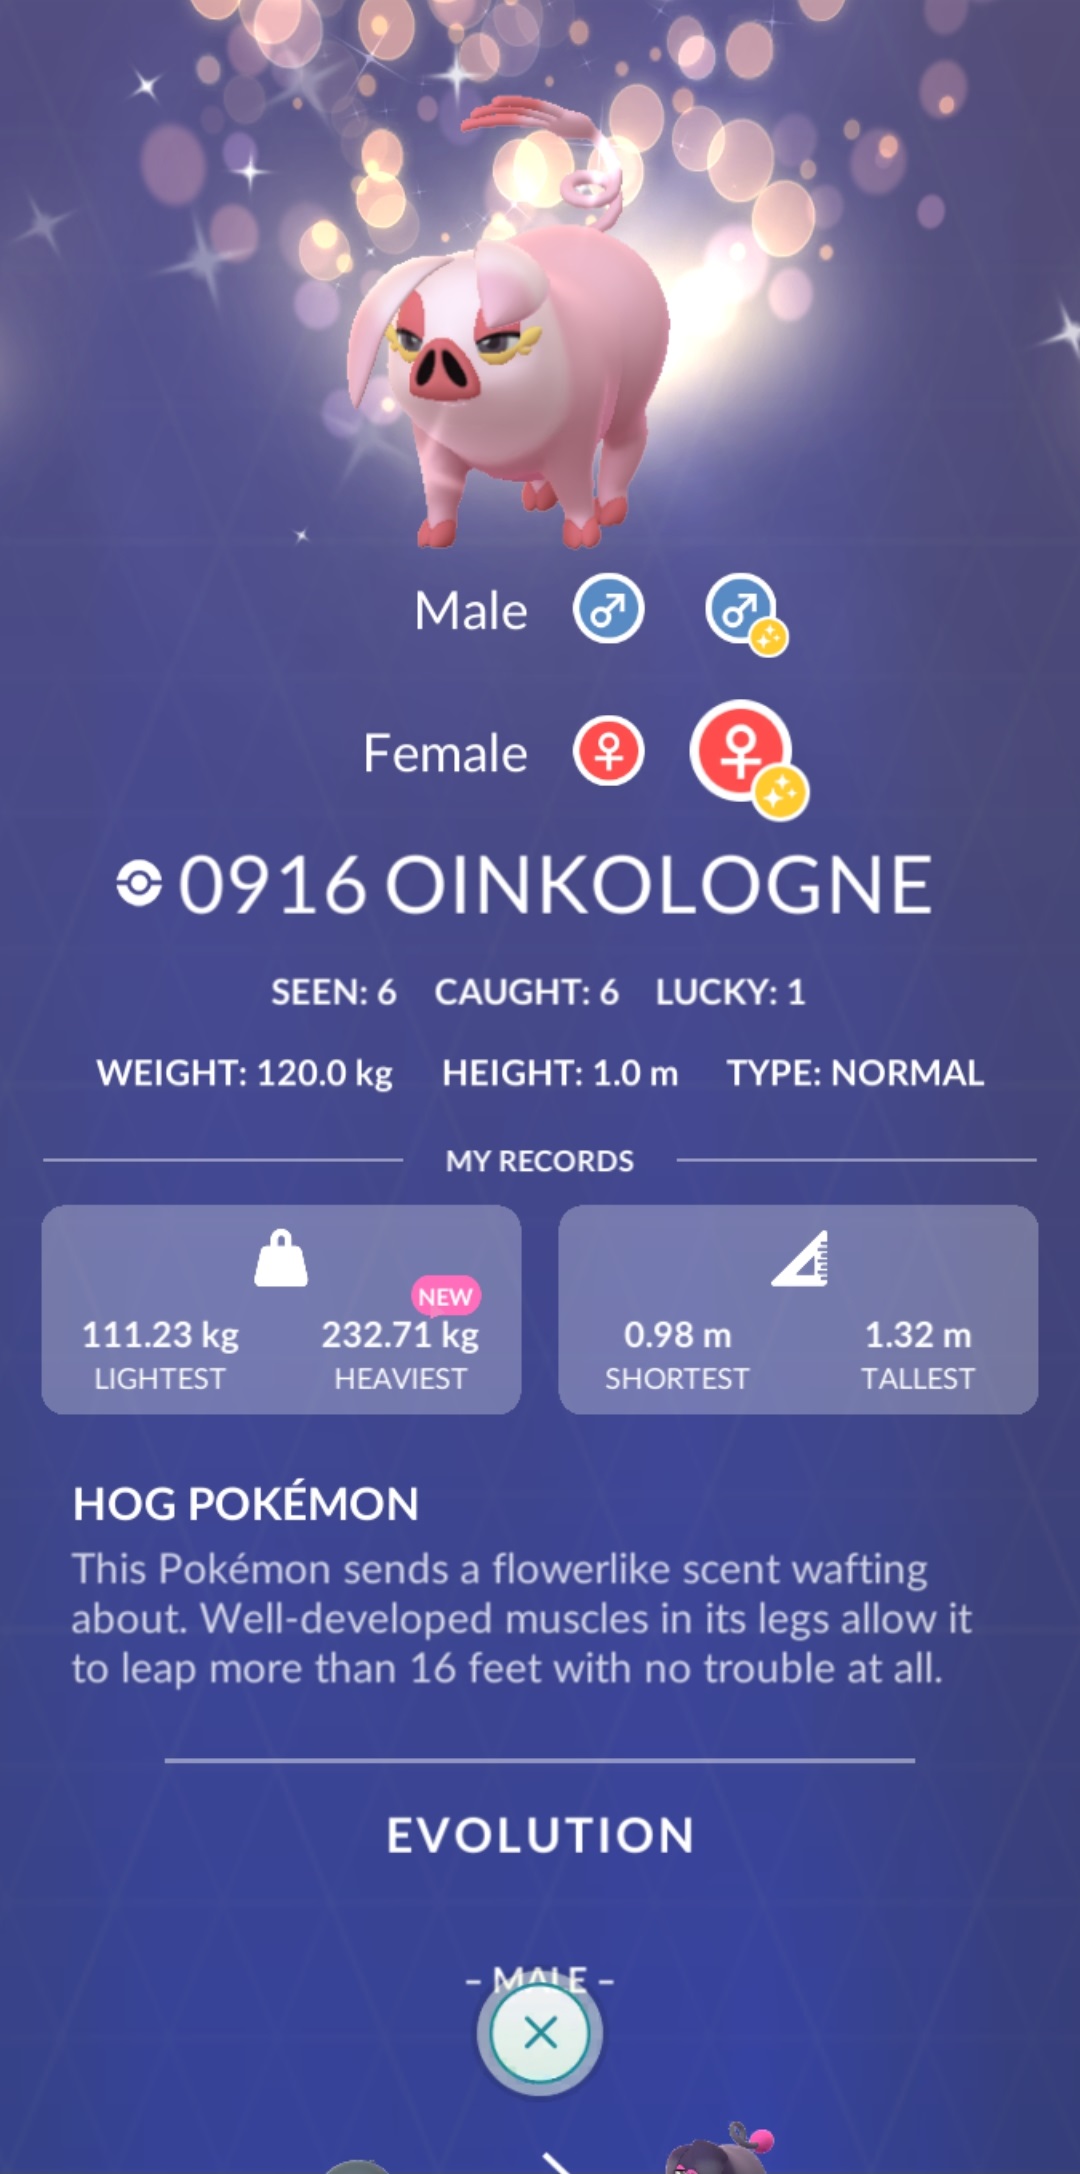 Male
Female
0916 OINKOLOGNE
SEEN: 6 CAUGHT: 6 LUCKY: 1
WEIGHT: 120.0 kg HEIGHT: 1.0 m TYPE: NORMAL
MY RECORDS
NEW
111.23 kg 232.71 kg 0.98 m 1.32 m
LIGHTEST HEAVIEST SHORTEST TALLEST
HOG POKÉMON
This Pokémon sends a flowerlike scent wafting
about. Well-developed muscles in its legs allow it
to leap more than 16 feet with no trouble at all.
EVOLUTION
– MALE –